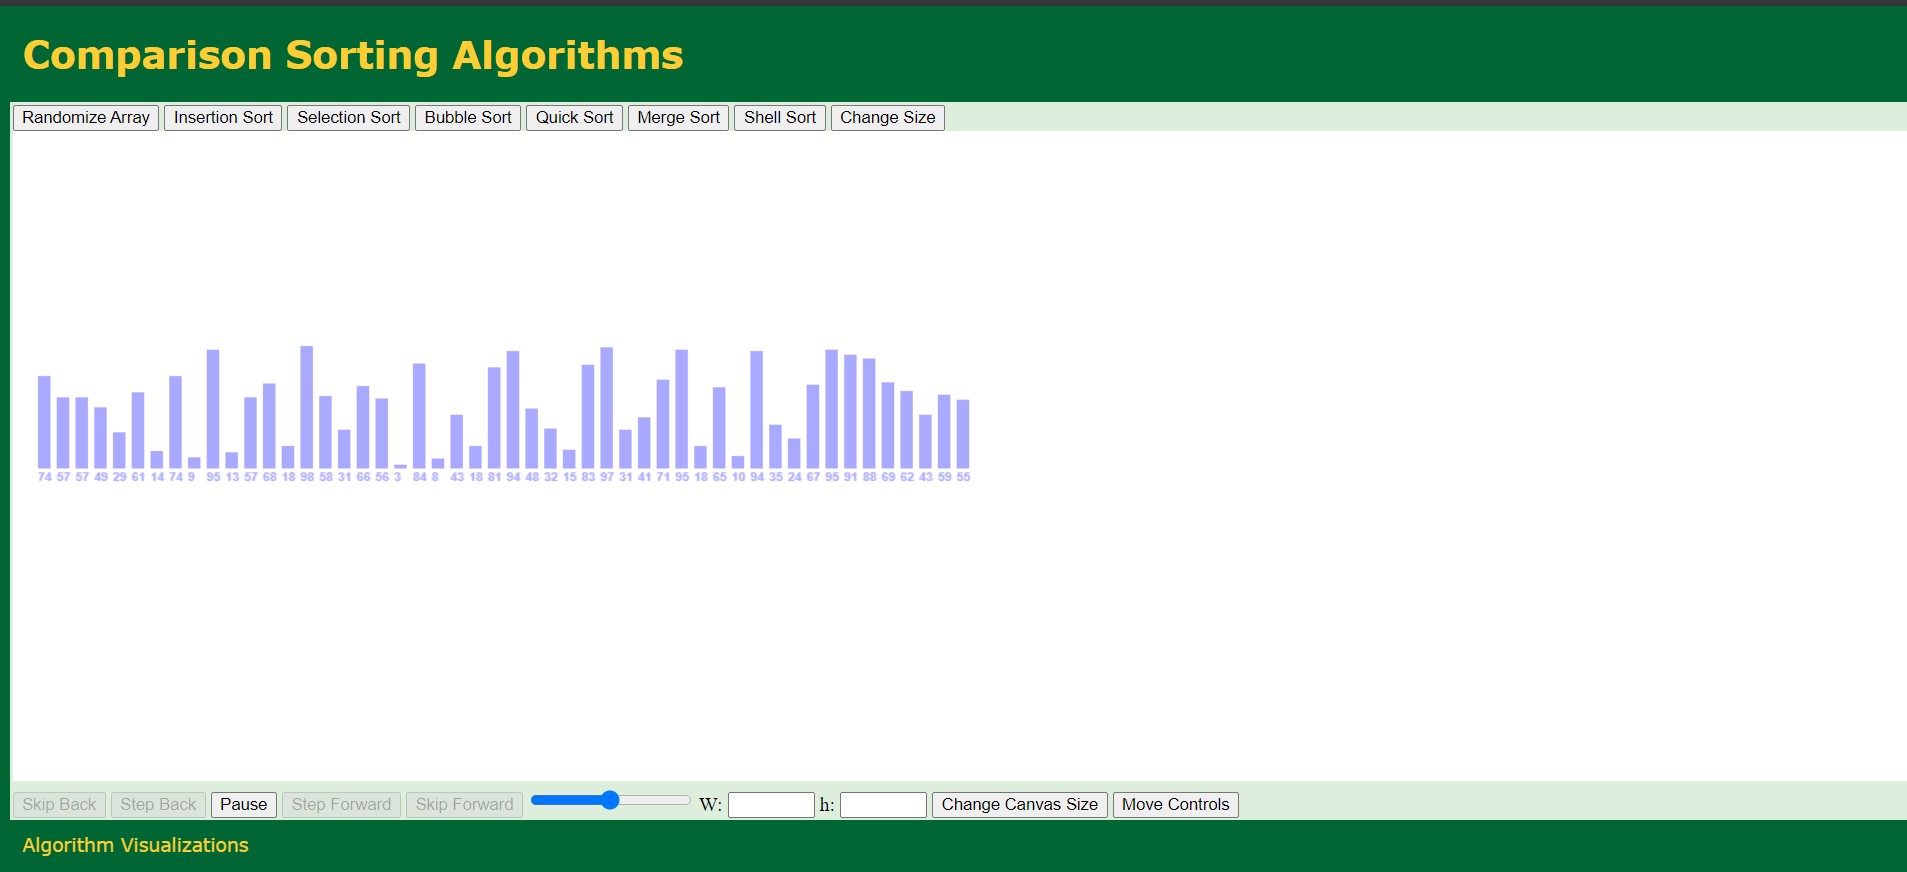 Comparison Sorting Algorithms
Randomize Array Insertion Sort Selection Sort Bubble Sort Quick Sort Merge Sort Shell Sort Change Size
74 57 57 49 29 61 14 74 9 95 13 57 68 18 98 58 31 66 56 3 84 8 43 18 81 94 48 32 15 83 97 31 41 71 95 18 65 10 94 35 24 67 95 91 88 69 62 43 59 55
Skip Back Step Back Pause Step Forward Skip Forward W: h: Change Canvas Size Move Controls
Algorithm Visualizations